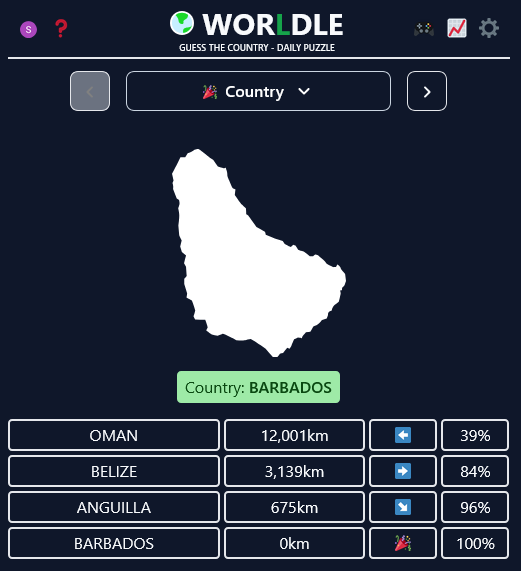 S
WORLDLE
GUESS THE COUNTRY - DAILY PUZZLE
Country
Country: BARBADOS
OMAN 12,001km 39%
BELIZE 3,139km 84%
ANGUILLA 675km 96%
BARBADOS 0km 100%